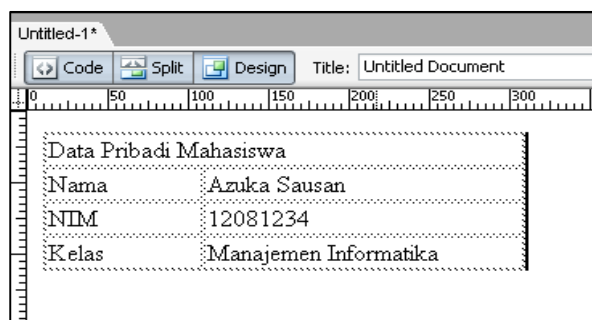 Untitled-1*
Code Split Design Title: Untitled Document
0 50 100 150 200 250 300
Data Pribadi Mahasiswa
Nama Azuka Sausan
NIM 12081234
Kelas Manajemen Informatika